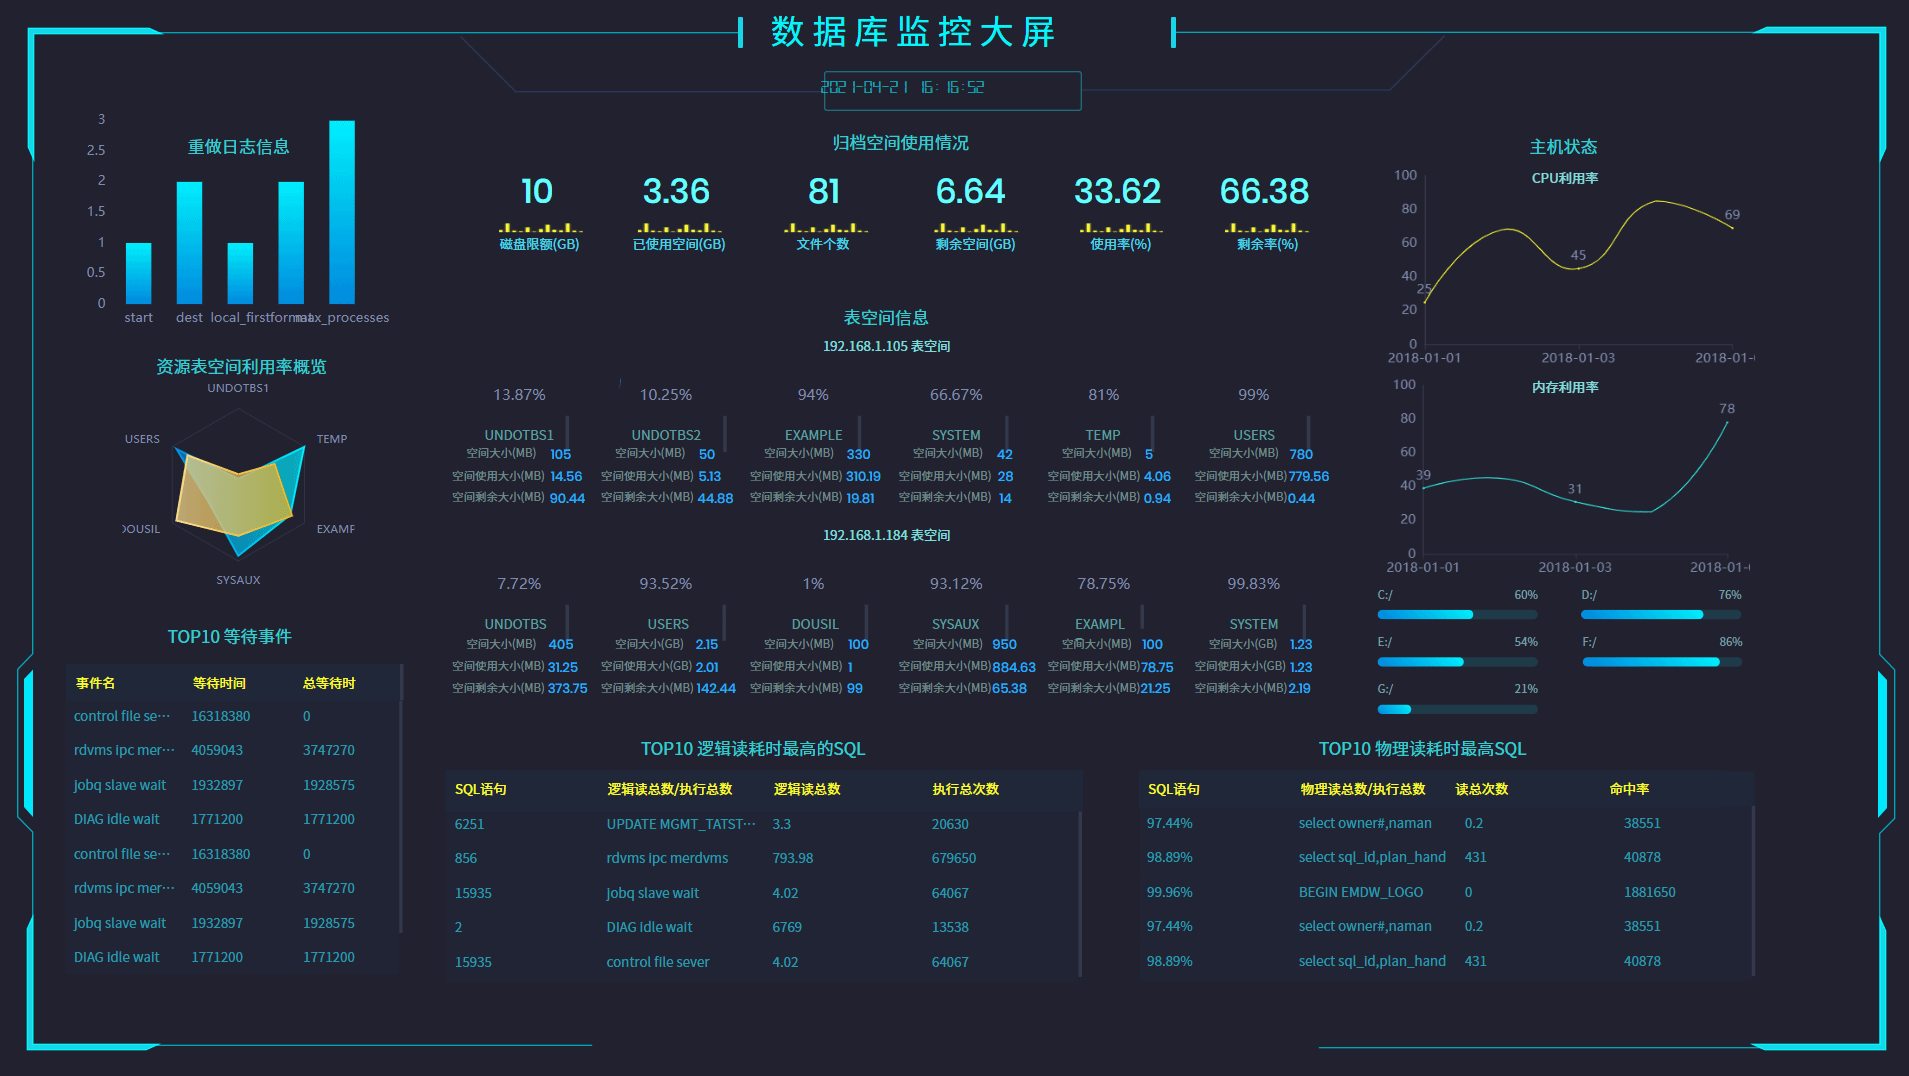 数据库监控大屏
2021-04-21 16:16:52
重做日志信息
3
2.5
2
1.5
1
0.5
0
start dest local_first format max_processes
资源表空间利用率概览
UNDOTBS1
USERS TEMP
DOUSIL EXAMP
SYSAUX
TOP10 等待事件
事件名 等待时间 总等待时
control file se··· 16318380 0
rdvms ipc mer··· 4059043 3747270
jobq slave wait 1932897 1928575
DIAG idle wait 1771200 1771200
control file se··· 16318380 0
rdvms ipc mer··· 4059043 3747270
jobq slave wait 1932897 1928575
DIAG idle wait 1771200 1771200
归档空间使用情况
10 3.36 81 6.64 33.62 66.38
磁盘限额(GB) 已使用空间(GB) 文件个数 剩余空间(GB) 使用率(%) 剩余率(%)
表空间信息
192.168.1.105 表空间
13.87% 10.25% 94% 66.67% 81% 99%
UNDOTBS1 UNDOTBS2 EXAMPLE SYSTEM TEMP USERS
空间大小(MB) 105 空间大小(MB) 50 空间大小(MB) 330 空间大小(MB) 42 空间大小(MB) 5 空间大小(MB) 780
空间使用大小(MB) 14.56 空间使用大小(MB) 5.13 空间使用大小(MB) 310.19 空间使用大小(MB) 28 空间使用大小(MB) 4.06 空间使用大小(MB) 779.56
空间剩余大小(MB) 90.44 空间剩余大小(MB) 44.88 空间剩余大小(MB) 19.81 空间剩余大小(MB) 14 空间剩余大小(MB) 0.94 空间剩余大小(MB) 0.44
192.168.1.184 表空间
7.72% 93.52% 1% 93.12% 78.75% 99.83%
UNDOTBS USERS DOUSIL SYSAUX EXAMPL SYSTEM
空间大小(MB) 405 空间大小(GB) 2.15 空间大小(MB) 100 空间大小(MB) 950 空间大小(MB) 100 空间大小(GB) 1.23
空间使用大小(MB) 31.25 空间使用大小(GB) 2.01 空间使用大小(MB) 1 空间使用大小(MB) 884.63 空间使用大小(MB) 78.75 空间使用大小(GB) 1.23
空间剩余大小(MB) 373.75 空间剩余大小(MB) 142.44 空间剩余大小(MB) 99 空间剩余大小(MB) 65.38 空间剩余大小(MB) 21.25 空间剩余大小(MB) 2.19
TOP10 逻辑读耗时最高的SQL
SQL语句 逻辑读总数/执行总数 逻辑读总数 执行总次数
6251 UPDATE MGMT_TATST··· 3.3 20630
856 rdvms ipc merdvms 793.98 679650
15935 jobq slave wait 4.02 64067
2 DIAG idle wait 6769 13538
15935 control file sever 4.02 64067
主机状态
CPU利用率
100
80
60
40
20
0
25 45 69
2018-01-01 2018-01-03 2018-01-
内存利用率
100
80
60
40
20
0
39 31 78
2018-01-01 2018-01-03 2018-01-
C:/ 60% D:/ 76%
E:/ 54% F:/ 86%
G:/ 21%
TOP10 物理读耗时最高SQL
SQL语句 物理读总数/执行总数 读总次数 命中率
97.44% select owner#,naman 0.2 38551
98.89% select sql_id,plan_hand 431 40878
99.96% BEGIN EMDW_LOGO 0 1881650
97.44% select owner#,naman 0.2 38551
98.89% select sql_id,plan_hand 431 40878